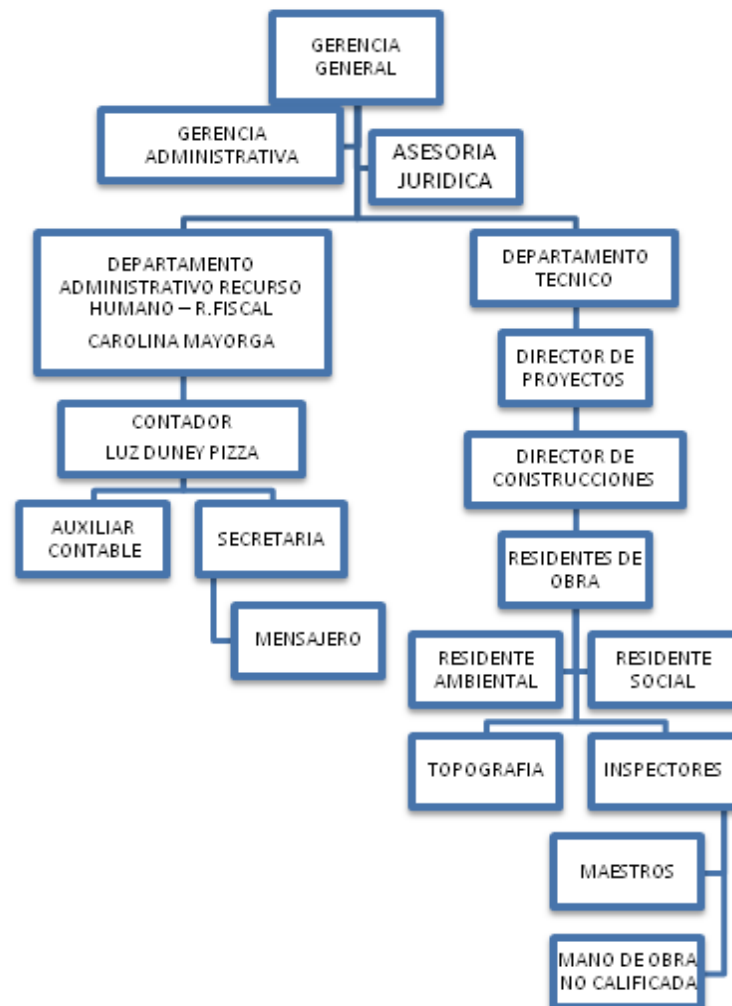 GERENCIA
GENERAL
GERENCIA
ADMINISTRATIVA
ASESORIA
JURIDICA
DEPARTAMENTO
ADMINISTRATIVO RECURSO
HUMANO – R.FISCAL
CAROLINA MAYORGA
CONTADOR
LUZ DUNEY PIZZA
AUXILIAR
CONTABLE
SECRETARIA
MENSAJERO
DEPARTAMENTO
TECNICO
DIRECTOR DE
PROYECTOS
DIRECTOR DE
CONSTRUCCIONES
RESIDENTES DE
OBRA
RESIDENTE
AMBIENTAL
RESIDENTE
SOCIAL
TOPOGRAFIA
INSPECTORES
MAESTROS
MANO DE OBRA
NO CALIFICADA